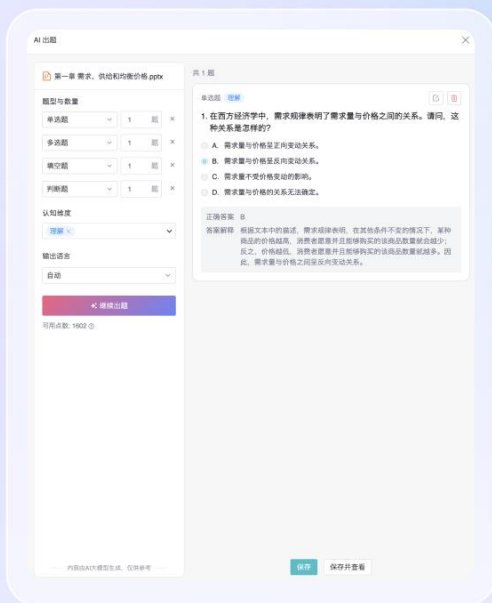 AI 出题
第一章 需求、供给和均衡价格.pptx
题型与数量
单选题 1 题
多选题 1 题
填空题 1 题
判断题 1 题
认知维度
理解
输出语言
自动
继续出题
可用点数: 1602
内容由AI大模型生成，仅供参考
共 1 题
单选题 理解
1. 在西方经济学中，需求规律表明了需求量与价格之间的关系。请问，这
种关系是怎样的？
A. 需求量与价格呈正向变动关系。
B. 需求量与价格呈反向变动关系。
C. 需求量不受价格变动的影响。
D. 需求量与价格的关系无法确定。
正确答案 B
答案解释 根据文本中的描述，需求规律表明，在其他条件不变的情况下，某种
商品的价格越高，消费者愿意并且能够购买的该商品数量就会越少；
反之，价格越低，消费者愿意并且能够购买的该商品数量就越多。因
此，需求量与价格之间呈反向变动关系。
保存 保存并查看